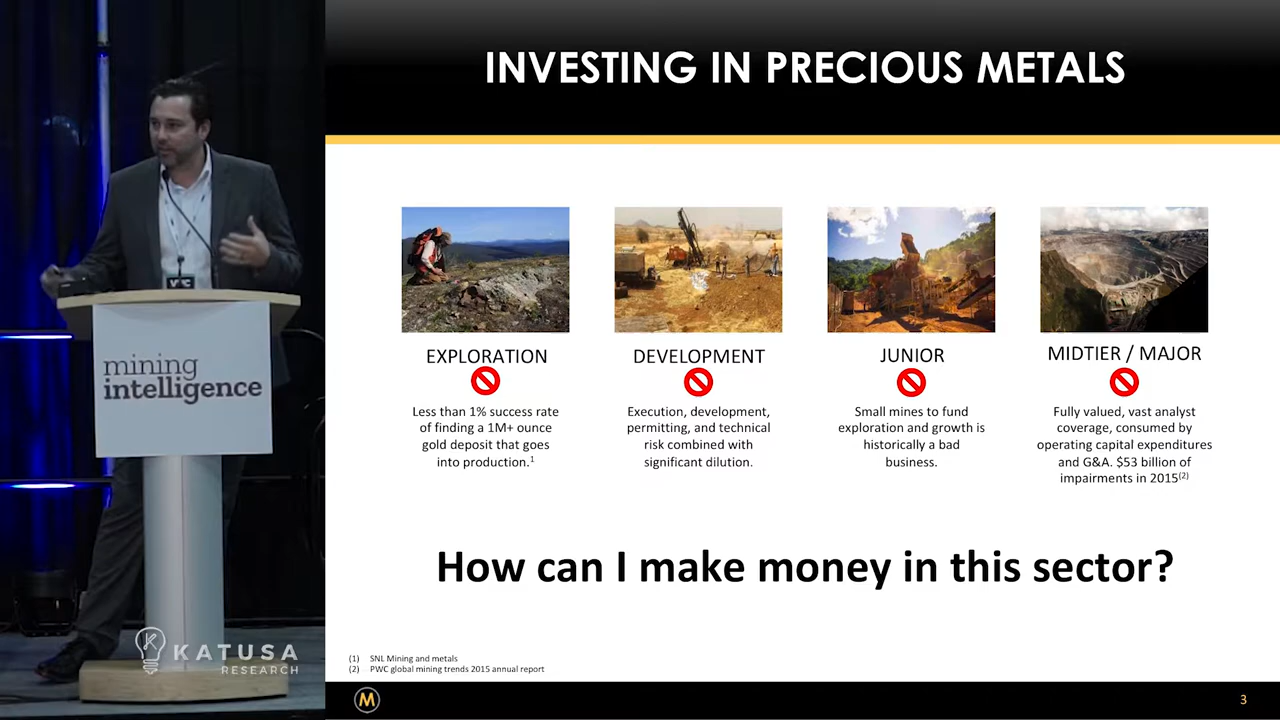 INVESTING IN PRECIOUS METALS
EXPLORATION
Less than 1% success rate
of finding a 1M+ ounce
gold deposit that goes
into production.1
DEVELOPMENT
Execution, development,
permitting, and technical
risk combined with
significant dilution.
JUNIOR
Small mines to fund
exploration and growth is
historically a bad
business.
MIDTIER / MAJOR
Fully valued, vast analyst
coverage, consumed by
operating capital expenditures
and G&A. $53 billion of
impairments in 2015(2)
How can I make money in this sector?
(1) SNL Mining and metals
(2) PWC global mining trends 2015 annual report
M
3
mining
intelligence
KATUSA
RESEARCH